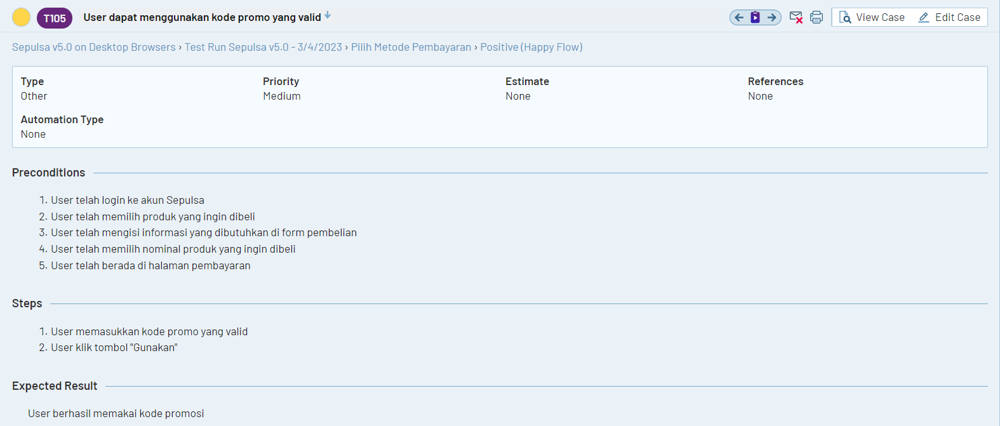 T105 User dapat menggunakan kode promo yang valid View Case Edit Case
Sepulsa v5.0 on Desktop Browsers › Test Run Sepulsa v5.0 - 3/4/2023 › Pilih Metode Pembayaran › Positive (Happy Flow)
Type Priority Estimate References
Other Medium None None
Automation Type
None
Preconditions
1. User telah login ke akun Sepulsa
2. User telah memilih produk yang ingin dibeli
3. User telah mengisi informasi yang dibutuhkan di form pembelian
4. User telah memilih nominal produk yang ingin dibeli
5. User telah berada di halaman pembayaran
Steps
1. User memasukkan kode promo yang valid
2. User klik tombol "Gunakan"
Expected Result
User berhasil memakai kode promosi